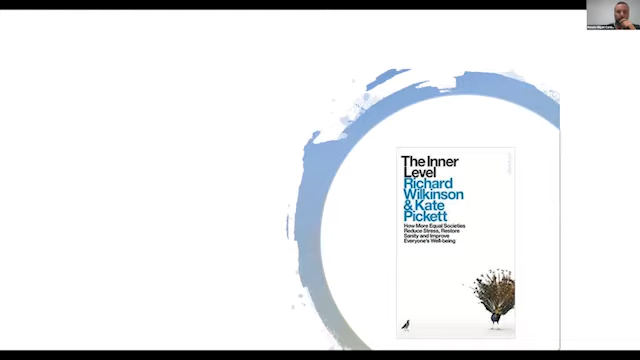 The Inner
Level
Richard
Wilkinson
& Kate
Pickett
How More Equal Societies
Reduce Stress, Restore
Sanity and Improve
Everyone's Well-being